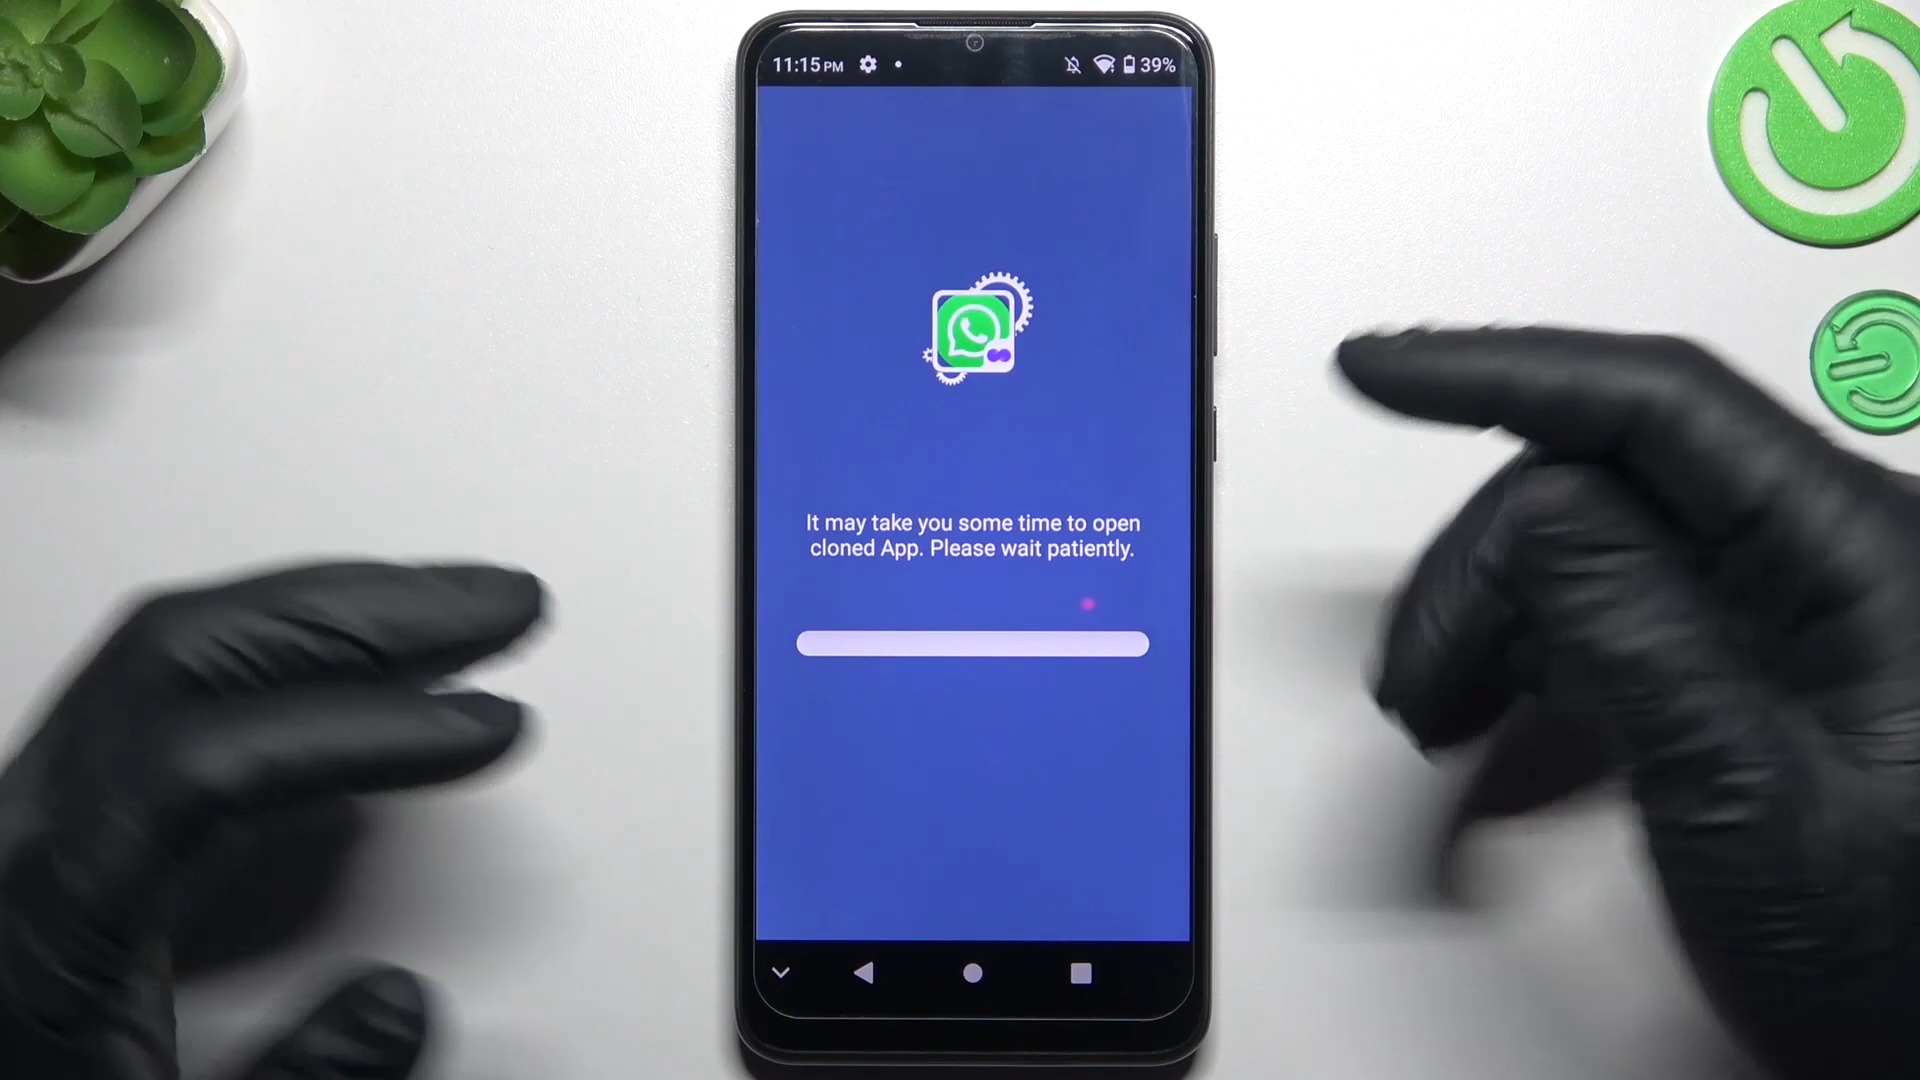 11:15 PM
39%
It may take you some time to open
cloned App. Please wait patiently.